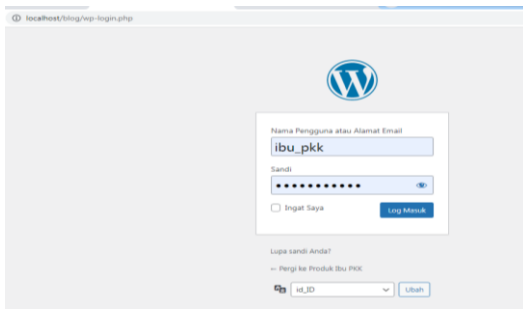 localhost/blog/wp-login.php
Nama Pengguna atau Alamat Email
ibu_pkk
Sandi
•••••••••••
Ingat Saya
Log Masuk
Lupa sandi Anda?
← Pergi ke Produk Ibu PKK
id_ID
Ubah